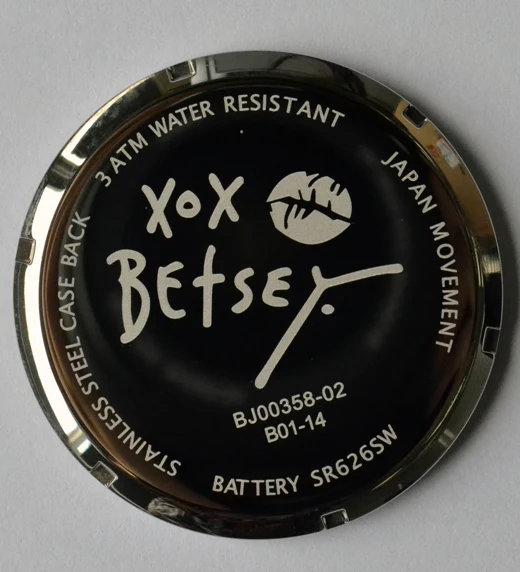 3 ATM WATER RESISTANT
JAPAN MOVEMENT
XOX
BEtSEY.
BJ00358-02
B01-14
BATTERY SR626SW
STAINLESS STEEL CASE BACK